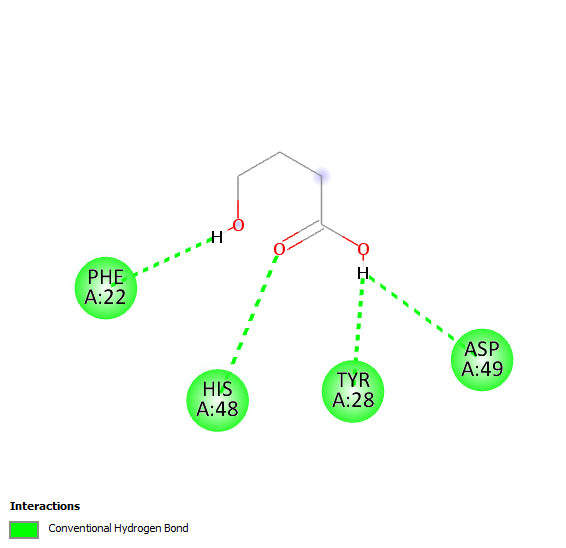 H O
O O
H
PHE
A:22
HIS
A:48
TYR
A:28
ASP
A:49
Interactions
Conventional Hydrogen Bond